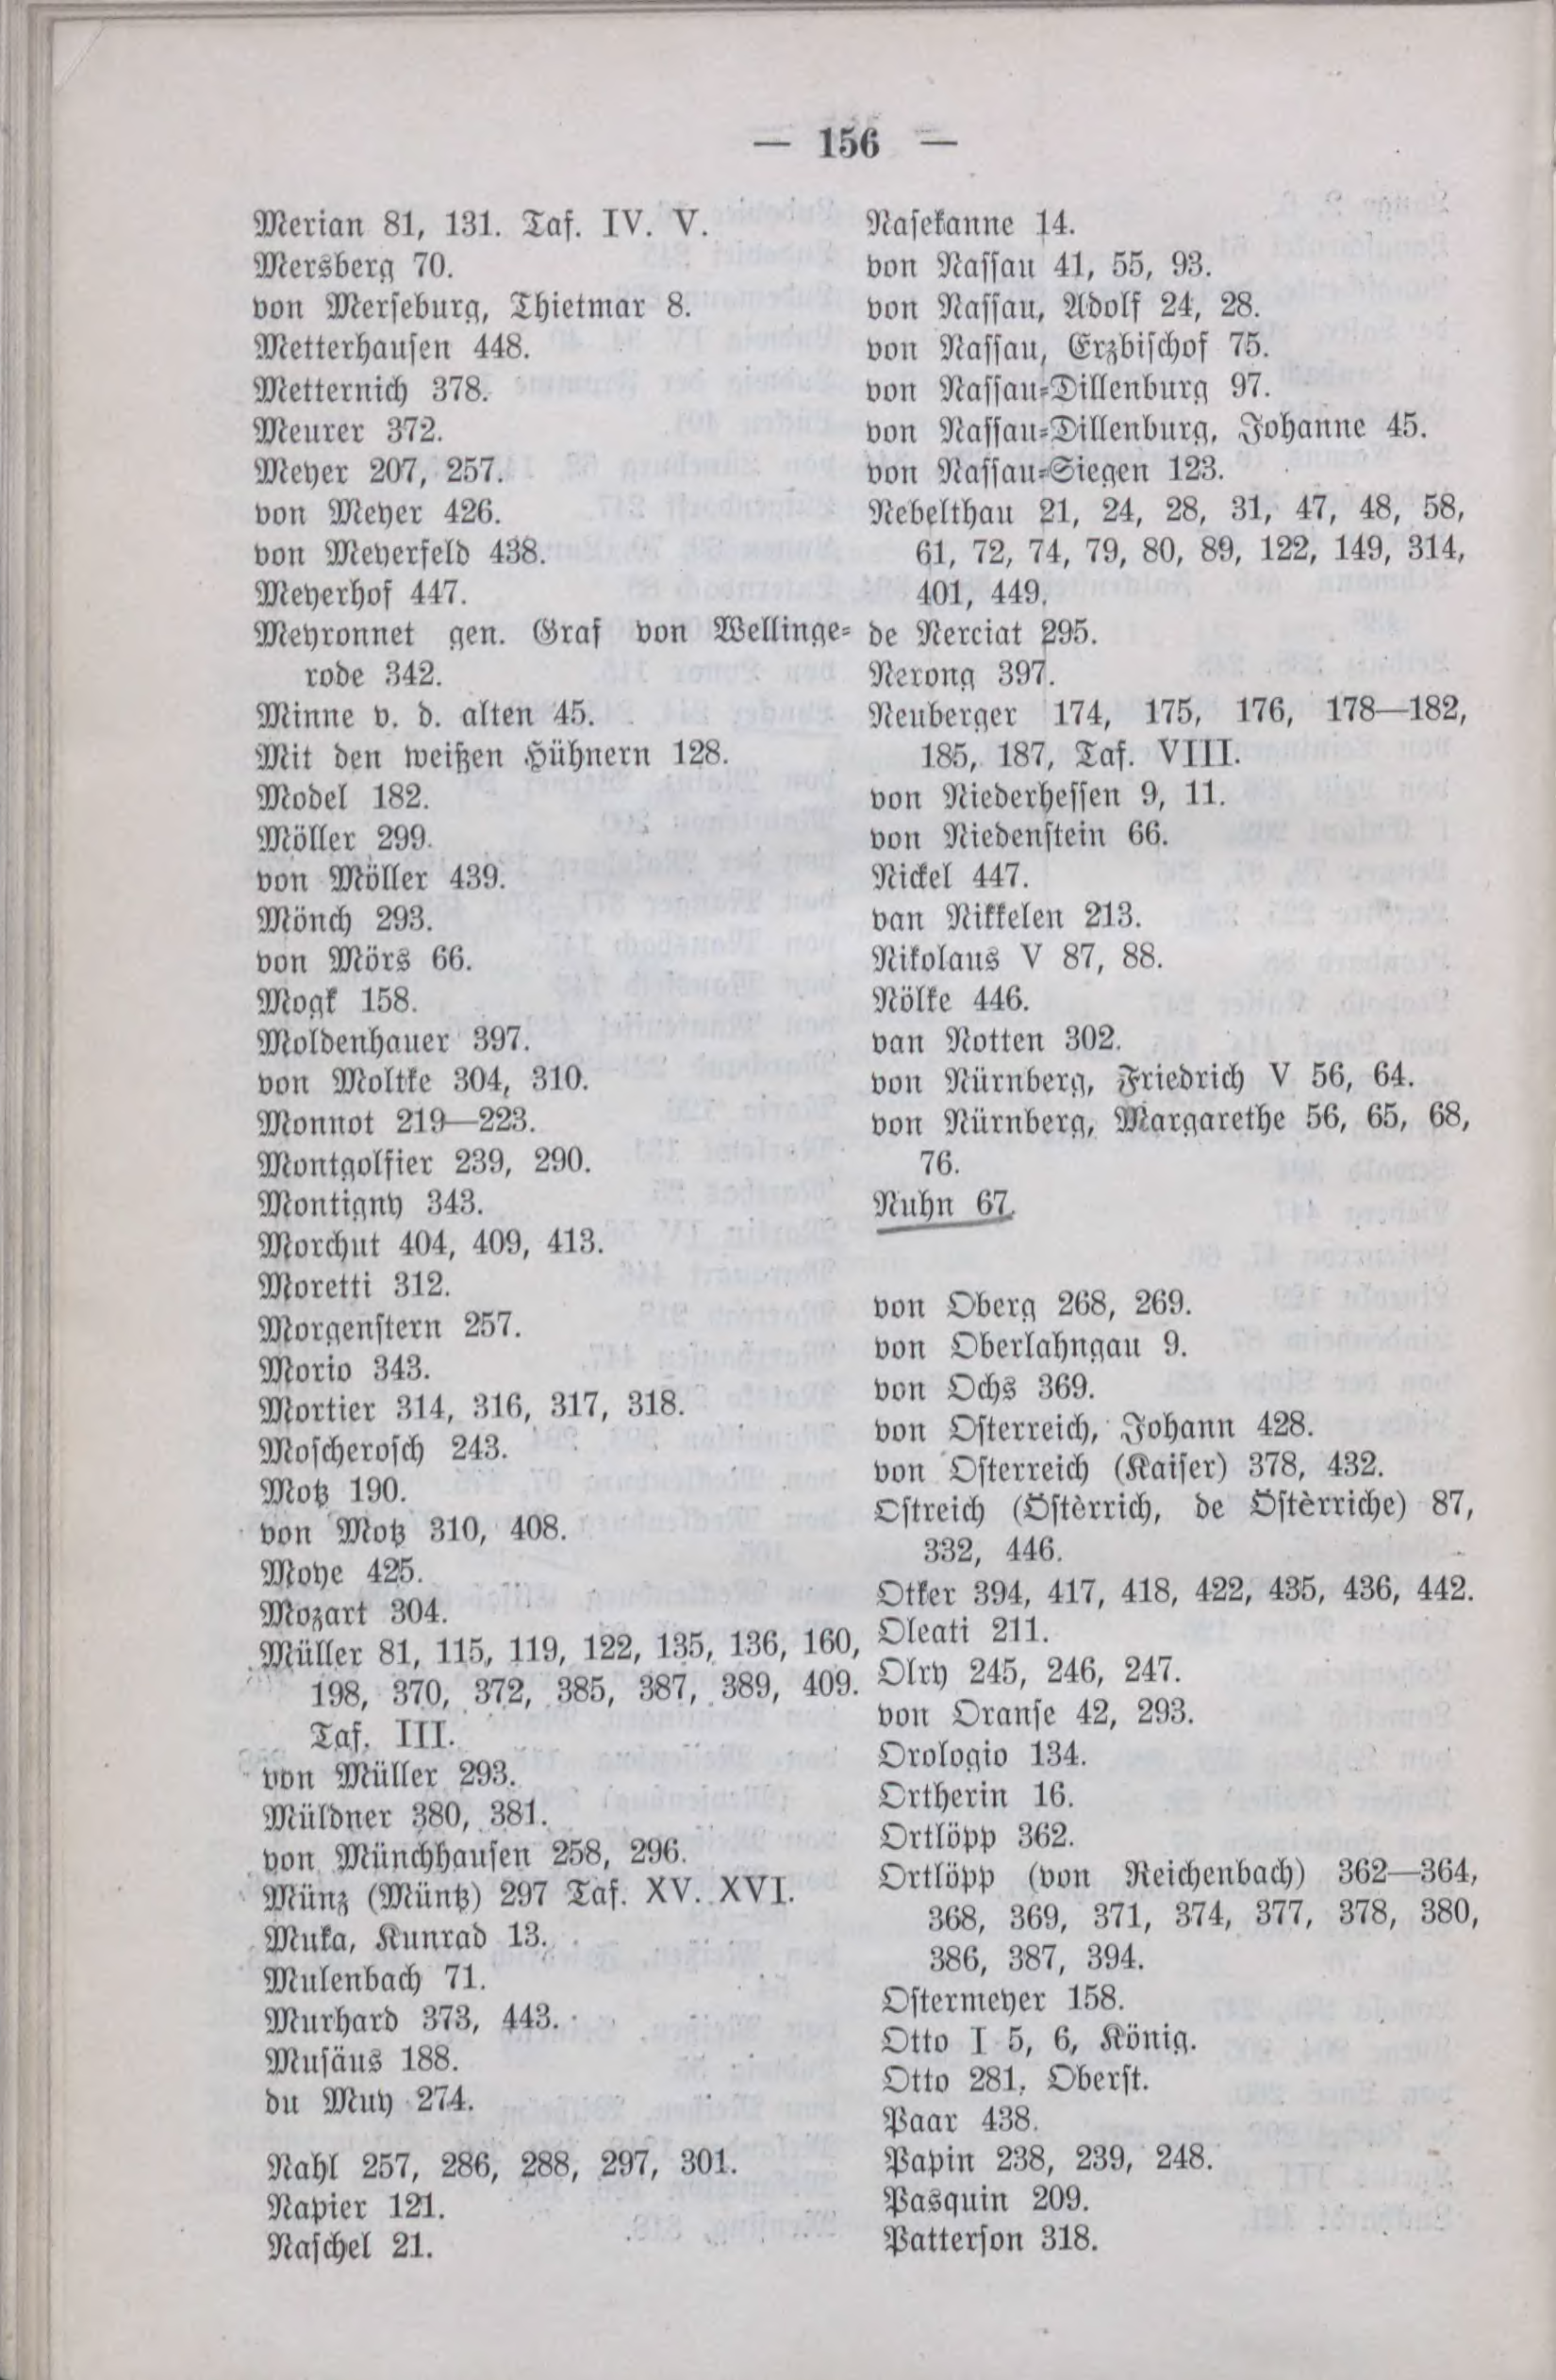 — 156 —
Merian 81, 131. Taf. IV. V.
Mersberg 70.
von Merseburg, Thietmar 8.
Metterhausen 448.
Metternich 378.
Meurer 372.
Meyer 207, 257.
von Meyer 426.
von Meyerfeld 438.
Meyerhof 447.
Meyronnet gen. Graf von Wellinge-
rode 342.
Minne v. d. alten 45.
Mit den weißen Hühnern 128.
Model 182.
Möller 299.
von Möller 439.
Mönch 293.
von Mörs 66.
Mogk 158.
Moldenhauer 397.
von Moltke 304, 310.
Monnot 219—223.
Montgolfier 239, 290.
Montigny 343.
Morchut 404, 409, 413.
Moretti 312.
Morgenstern 257.
Morio 343.
Mortier 314, 316, 317, 318.
Moscherosch 243.
Motz 190.
von Motz 310, 408.
Moye 425.
Mozart 304.
Müller 81, 115, 119, 122, 135, 136, 160,
198, 370, 372, 385, 387, 389, 409.
Taf. III.
von Müller 293.
Müldner 380, 381.
von Münchhausen 258, 296.
Münz (Müntz) 297 Taf. XV. XVI.
Muka, Kunrad 13.
Mulenbach 71.
Murhard 373, 443.
Musäus 188.
du Muy 274.
Nahl 257, 286, 288, 297, 301.
Napier 121.
Naschel 21.
Nasekanne 14.
von Nassau 41, 55, 93.
von Nassau, Adolf 24, 28.
von Nassau, Erzbischof 75.
von Nassau-Dillenburg 97.
von Nassau-Dillenburg, Johanne 45.
von Nassau-Siegen 123.
Nebelthau 21, 24, 28, 31, 47, 48, 58,
61, 72, 74, 79, 80, 89, 122, 149, 314,
401, 449.
de Nerciat 295.
Nerong 397.
Neuberger 174, 175, 176, 178—182,
185, 187, Taf. VIII.
von Niederhessen 9, 11.
von Niedenstein 66.
Nickel 447.
van Nikkelen 213.
Nikolaus V 87, 88.
Nölke 446.
van Notten 302.
von Nürnberg, Friedrich V 56, 64.
von Nürnberg, Margarethe 56, 65, 68,
76.
Nuhn 67.
von Oberg 268, 269.
von Oberlahngau 9.
von Ochs 369.
von Osterreich, Johann 428.
von Osterreich (Kaiser) 378, 432.
Ostreich (Östèrrich, de Östèrriche) 87,
332, 446.
Otker 394, 417, 418, 422, 435, 436, 442.
Oleati 211.
Olry 245, 246, 247.
von Oranse 42, 293.
Orologio 134.
Ortherin 16.
Ortlöpp 362.
Ortlöpp (von Reichenbach) 362—364,
368, 369, 371, 374, 377, 378, 380,
386, 387, 394.
Ostermeyer 158.
Otto I 5, 6, König.
Otto 281, Oberst.
Paar 438.
Papin 238, 239, 248.
Pasquin 209.
Patterson 318.